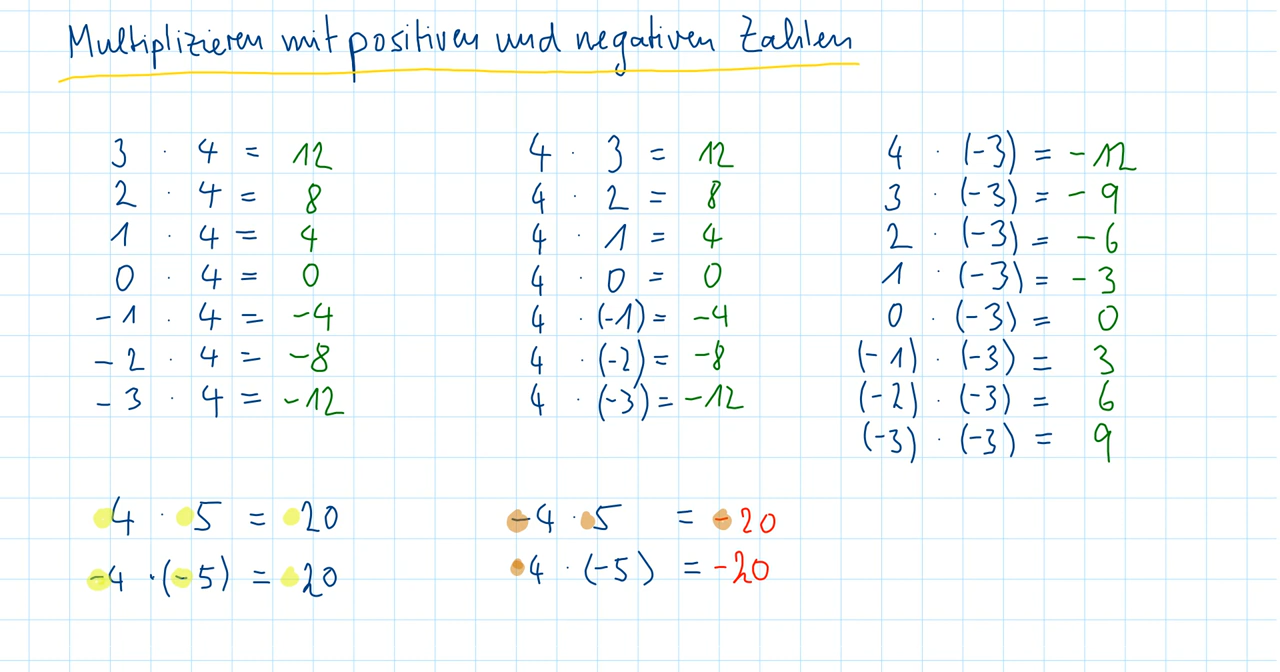 Multiplizieren mit positiven und negativen Zahlen
3 · 4 = 12
2 · 4 = 8
1 · 4 = 4
0 · 4 = 0
-1 · 4 = -4
-2 · 4 = -8
-3 · 4 = -12
4 · 3 = 12
4 · 2 = 8
4 · 1 = 4
4 · 0 = 0
4 · (-1) = -4
4 · (-2) = -8
4 · (-3) = -12
4 · (-3) = -12
3 · (-3) = -9
2 · (-3) = -6
1 · (-3) = -3
0 · (-3) = 0
(-1) · (-3) = 3
(-2) · (-3) = 6
(-3) · (-3) = 9
4 · 5 = 20
-4 · (-5) = 20
-4 · 5 = -20
4 · (-5) = -20